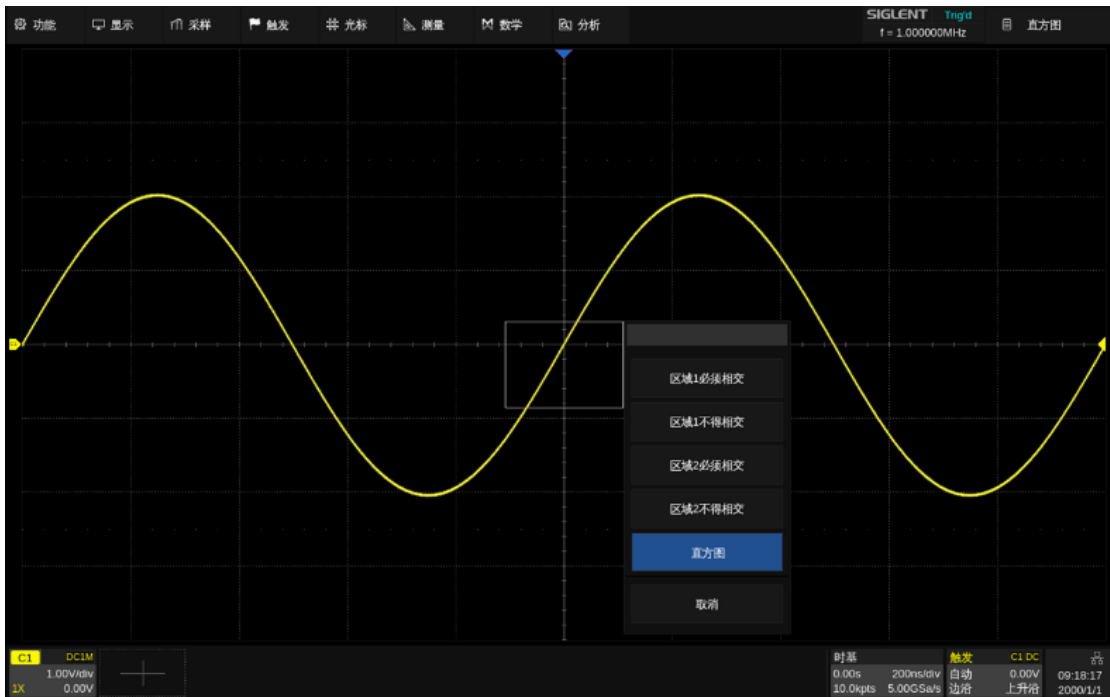 功能 显示 采样 触发 光标 测量 数学 分析 SIGLENT Trig'd 直方图
f = 1.000000MHz
区域1必须相交
区域1不得相交
区域2必须相交
区域2不得相交
直方图
取消
C1 DC1M 时基 触发 C1 DC
1.00V/div 0.00s 200ns/div 自动 0.00V 09:18:17
1X 0.00V 10.0kpts 5.00GSa/s 边沿 上升沿 2000/1/1